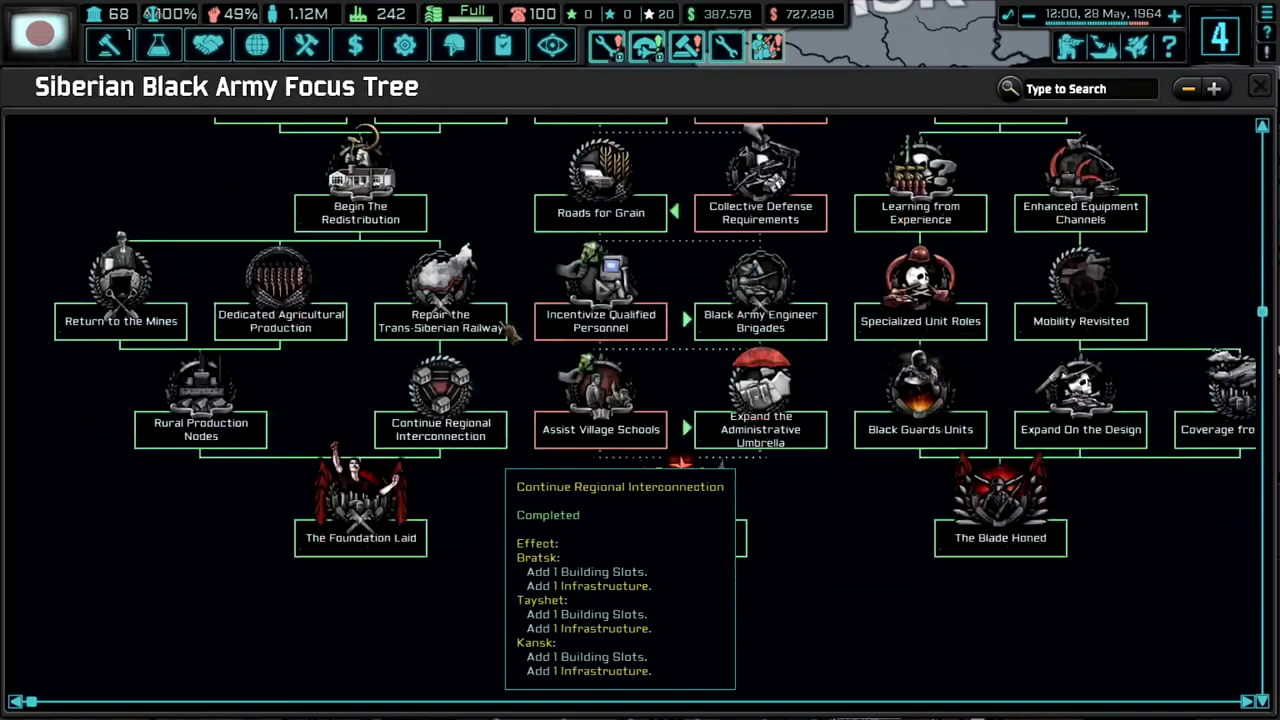 68 100% 49% 1.12M 242 Full 100 0 0 20 $ 387.57B $ 727.29B 12:00, 28 May, 1964
4
Siberian Black Army Focus Tree
Type to Search
Begin The
Redistribution
Roads for Grain
Collective Defense
Requirements
Learning from
Experience
Enhanced Equipment
Channels
Return to the Mines
Dedicated Agricultural
Production
Repair the
Trans-Siberian Railway
Incentivize Qualified
Personnel
Black Army Engineer
Brigades
Specialized Unit Roles
Mobility Revisited
Rural Production
Nodes
Continue Regional
Interconnection
Assist Village Schools
Expand the
Administrative
Umbrella
Black Guards Units
Expand On the Design
Coverage fro
The Foundation Laid
The Blade Honed
Continue Regional Interconnection
Completed
Effect:
Bratsk:
Add 1 Building Slots.
Add 1 Infrastructure.
Tayshet:
Add 1 Building Slots.
Add 1 Infrastructure.
Kansk:
Add 1 Building Slots.
Add 1 Infrastructure.